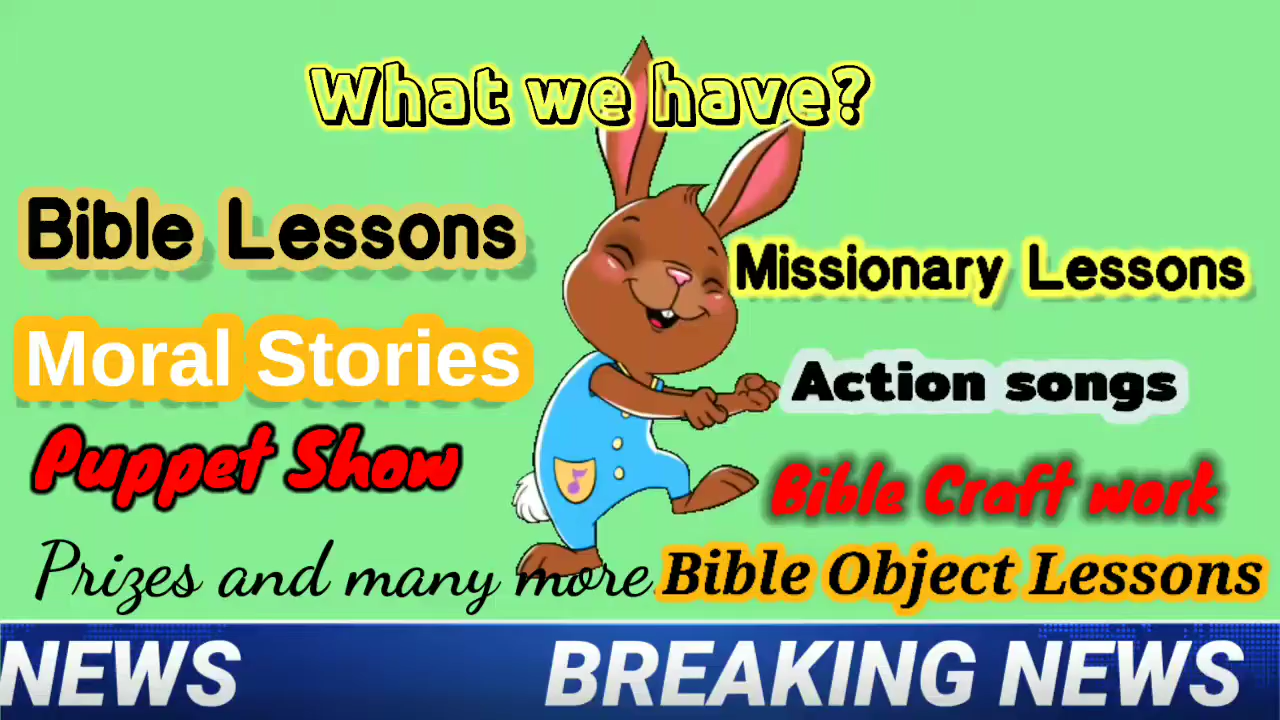 What we have?
Bible Lessons
Missionary Lessons
Moral Stories
Action songs
Puppet Show
Bible Craft work
Prizes and many more
Bible Object Lessons
NEWS
BREAKING NEWS